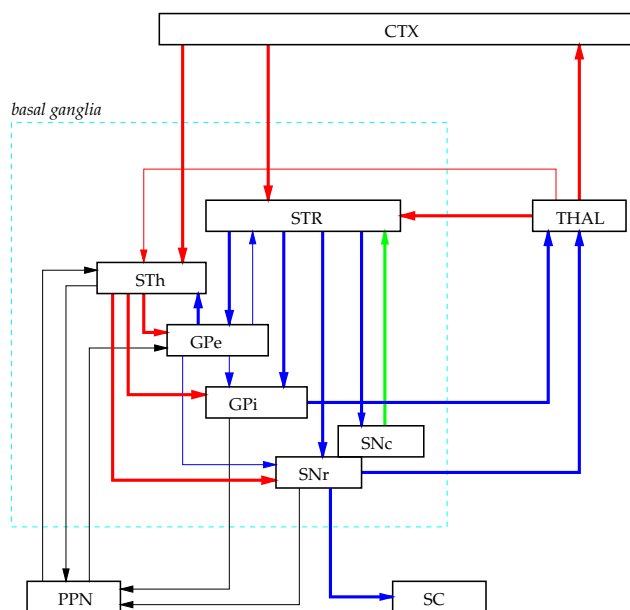 CTX
basal ganglia
STR
THAL
STh
GPe
GPi
SNc
SNr
PPN
SC